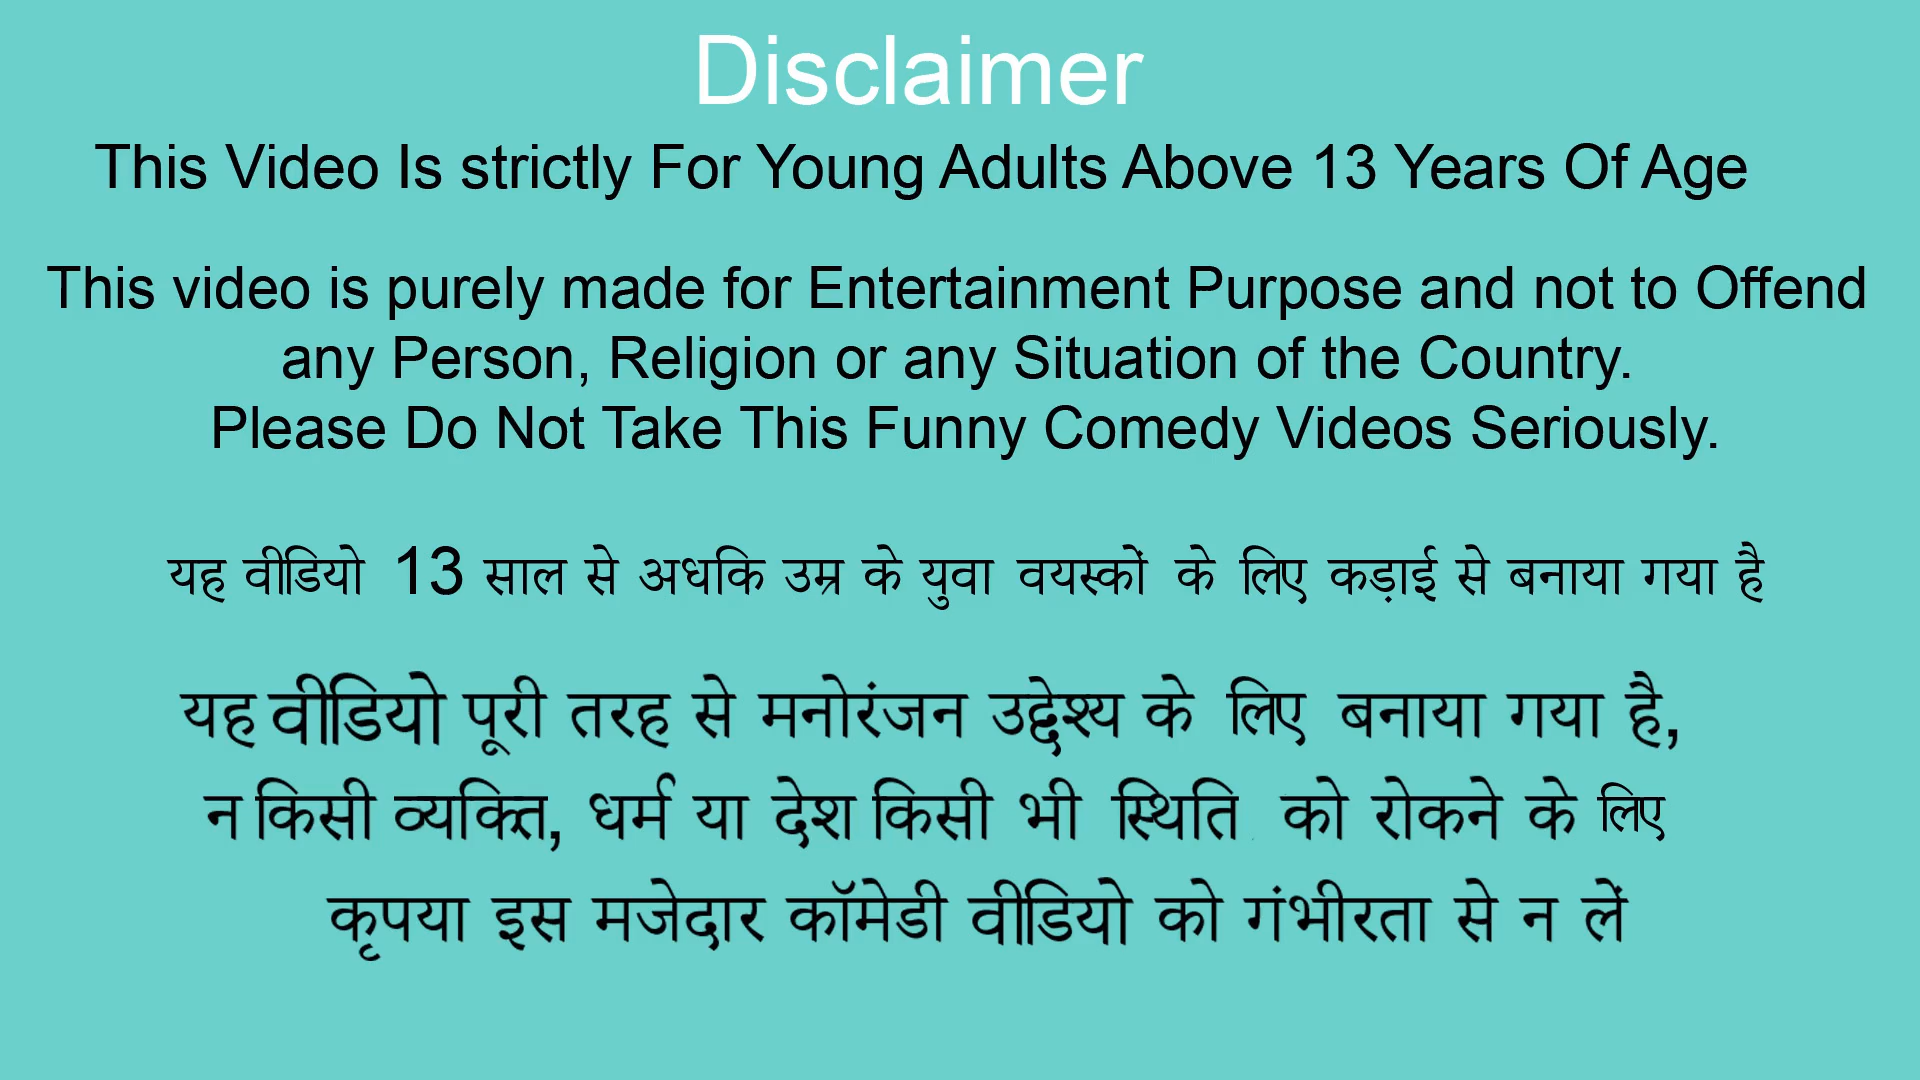 Disclaimer
This Video Is strictly For Young Adults Above 13 Years Of Age
This video is purely made for Entertainment Purpose and not to Offend
any Person, Religion or any Situation of the Country.
Please Do Not Take This Funny Comedy Videos Seriously.
यह वीडियो 13 साल से अधकि उम्र के युवा वयस्कों के लिए कड़ाई से बनाया गया है
यह वीडियो पूरी तरह से मनोरंजन उद्देश्य के लिए बनाया गया है,
न किसी व्यक्ति, धर्म या देश किसी भी स्थिति को रोकने के लिए
कृपया इस मजेदार कॉमेडी वीडियो को गंभीरता से न लें